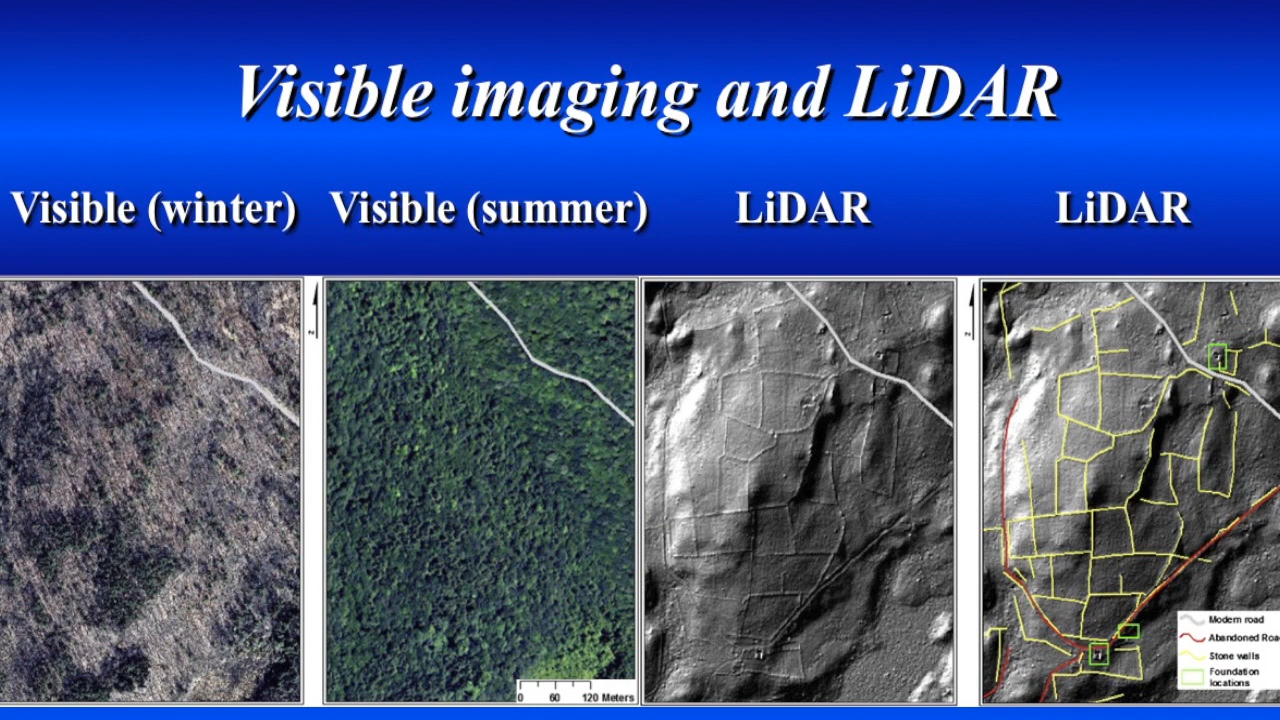 Visible imaging and LiDAR
Visible (winter)
Visible (summer)
LiDAR
LiDAR
z
z
0 60 120 Meters
Modern road
Abandoned Roa
Stone walls
Foundation
locations